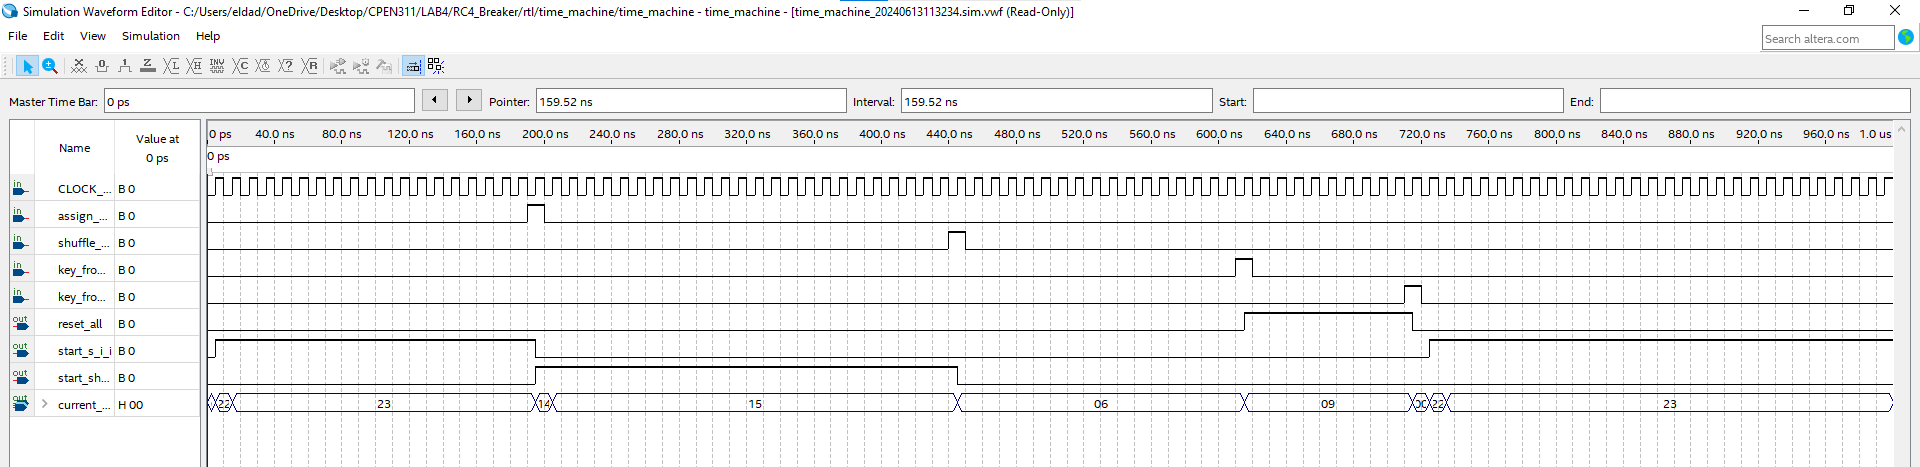 Simulation Waveform Editor - C:/Users/eldad/OneDrive/Desktop/CPEN311/LAB4/RC4_Breaker/rtl/time_machine/time_machine - time_machine - [time_machine_20240613113234.sim.vwf (Read-Only)]
File Edit View Simulation Help
Search altera.com
Master Time Bar: 0 ps Pointer: 159.52 ns Interval: 159.52 ns Start: End:
Name Value at 0 ps
0 ps 40.0 ns 80.0 ns 120.0 ns 160.0 ns 200.0 ns 240.0 ns 280.0 ns 320.0 ns 360.0 ns 400.0 ns 440.0 ns 480.0 ns 520.0 ns 560.0 ns 600.0 ns 640.0 ns 680.0 ns 720.0 ns 760.0 ns 800.0 ns 840.0 ns 880.0 ns 920.0 ns 960.0 ns 1.0 us
0 ps
in CLOCK_... B 0
in assign_... B 0
in shuffle_... B 0
in key_fro... B 0
in key_fro... B 0
out reset_all B 0
out start_s_i_i B 0
out start_sh... B 0
out current_... H 00 22 23 14 15 06 09 00 22 23